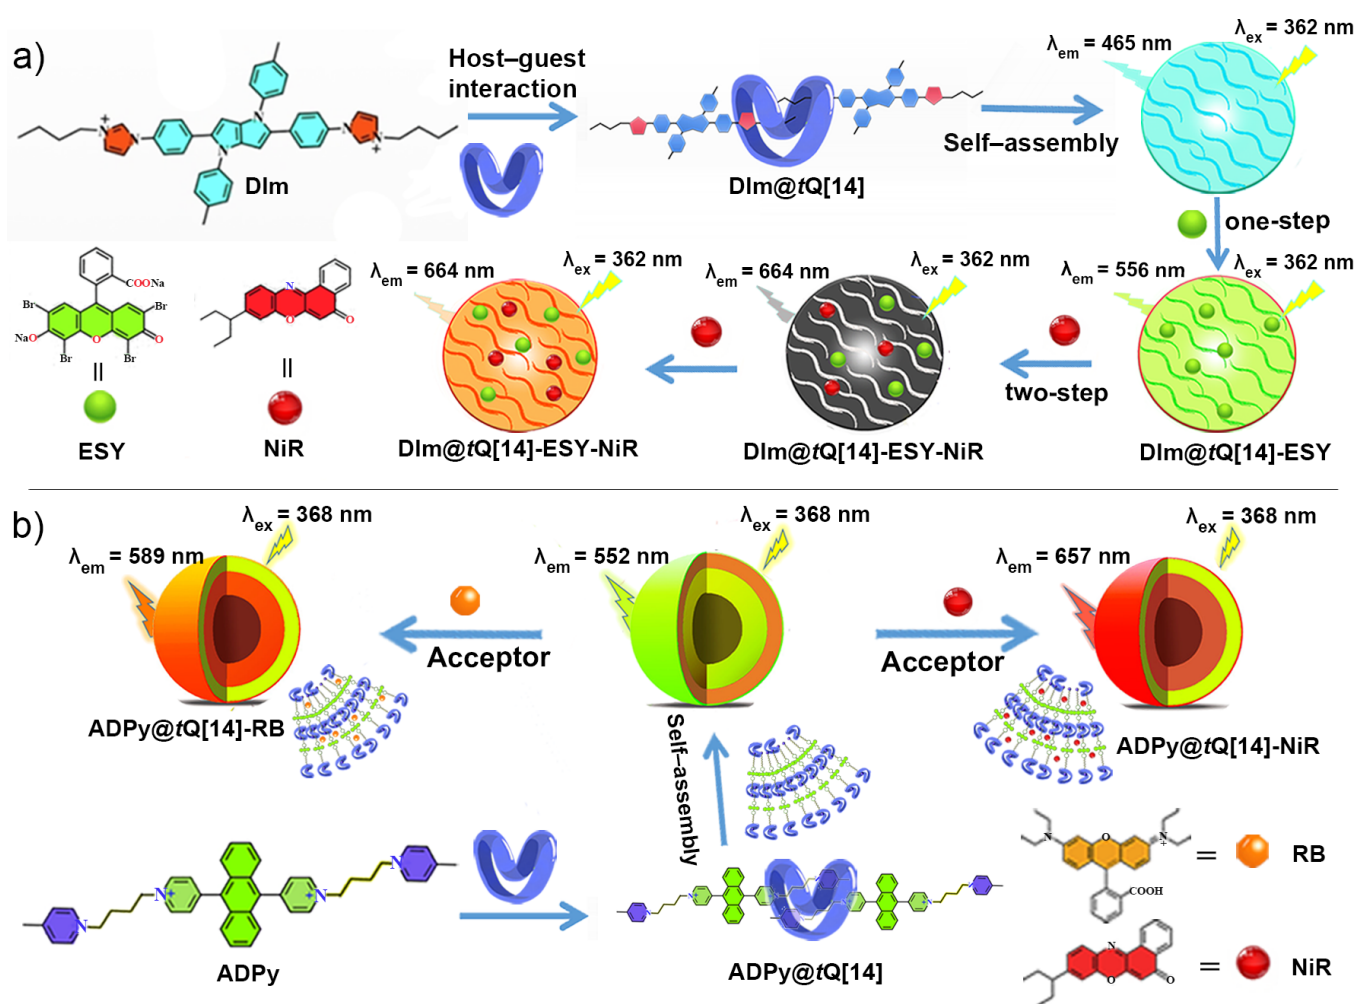 a)
Host–guest
interaction
DIm
DIm@tQ[14]
Self–assembly
λem = 465 nm
λex = 362 nm
one-step
COONa
Br
Br
NaO
O
O
Br
Br
ESY
N
O
O
NiR
λem = 664 nm
λex = 362 nm
DIm@tQ[14]-ESY-NiR
λem = 664 nm
λex = 362 nm
DIm@tQ[14]-ESY-NiR
two-step
λem = 556 nm
λex = 362 nm
DIm@tQ[14]-ESY
b)
λem = 589 nm
λex = 368 nm
ADPy@tQ[14]-RB
Acceptor
λem = 552 nm
λex = 368 nm
Acceptor
λem = 657 nm
λex = 368 nm
ADPy@tQ[14]-NiR
Self–assembly
N
N+
N+
N
ADPy
ADPy@tQ[14]
N
O
N+
COOH
= RB
N
O
O
= NiR